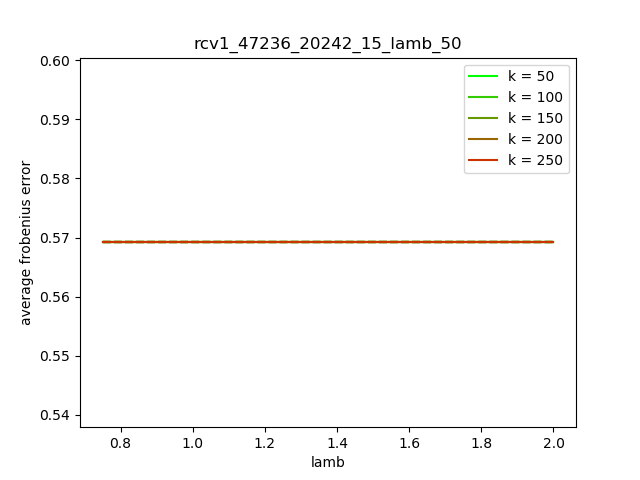 rcv1_47236_20242_15_lamb_50
k = 50
k = 100
k = 150
k = 200
k = 250
average frobenius error
0.60
0.59
0.58
0.57
0.56
0.55
0.54
0.8
1.0
1.2
1.4
1.6
1.8
2.0
lamb